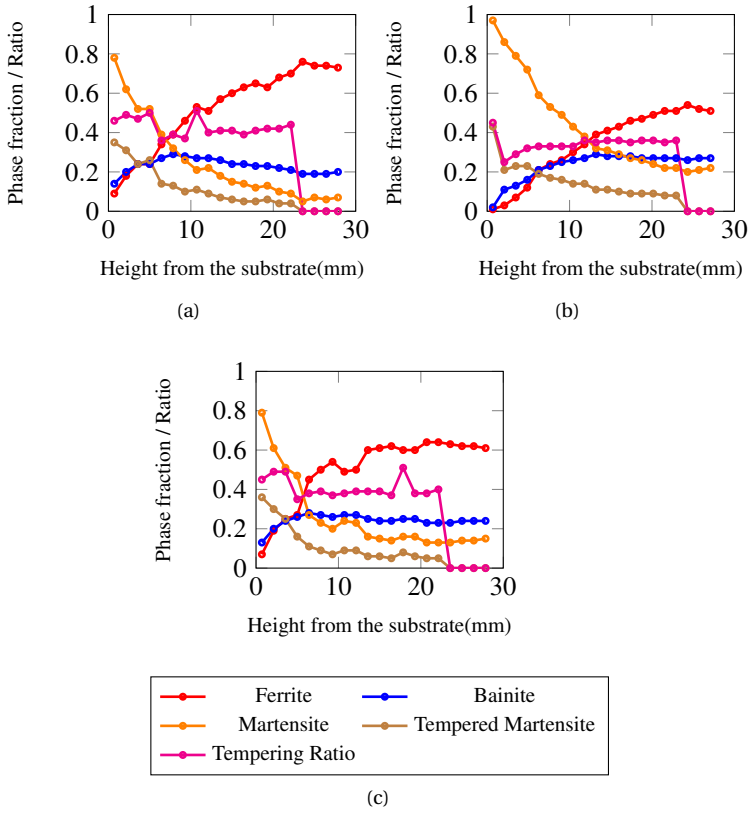 Phase fraction / Ratio
1
0.8
0.6
0.4
0.2
0
0 10 20 30
Height from the substrate(mm)
(a)
Phase fraction / Ratio
1
0.8
0.6
0.4
0.2
0
0 10 20 30
Height from the substrate(mm)
(b)
Phase fraction / Ratio
1
0.8
0.6
0.4
0.2
0
0 10 20 30
Height from the substrate(mm)
Ferrite Bainite
Martensite Tempered Martensite
Tempering Ratio
(c)